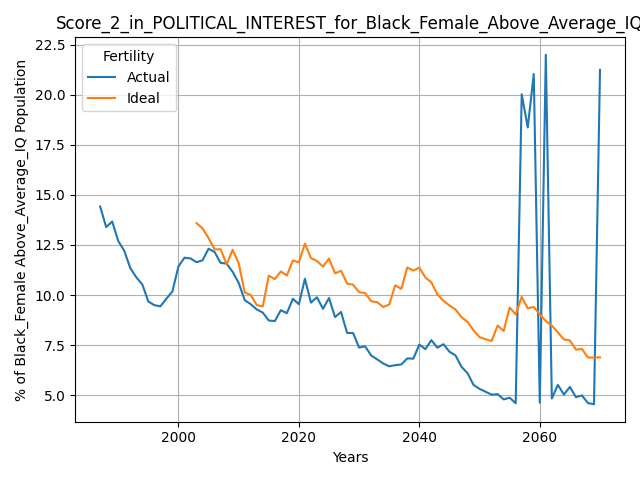 Score_2_in_POLITICAL_INTEREST_for_Black_Female_Above_Average_IQ
Fertility
Actual
Ideal
% of Black_Female Above_Average_IQ Population
22.5
20.0
17.5
15.0
12.5
10.0
7.5
5.0
2000
2020
2040
2060
Years